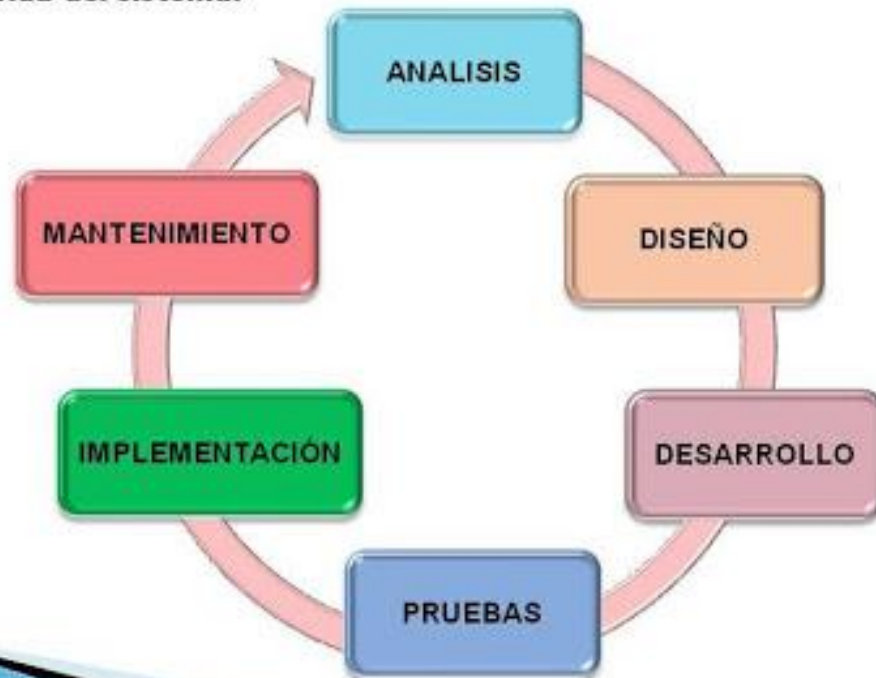 ANALISIS
DISEÑO
DESARROLLO
PRUEBAS
IMPLEMENTACIÓN
MANTENIMIENTO